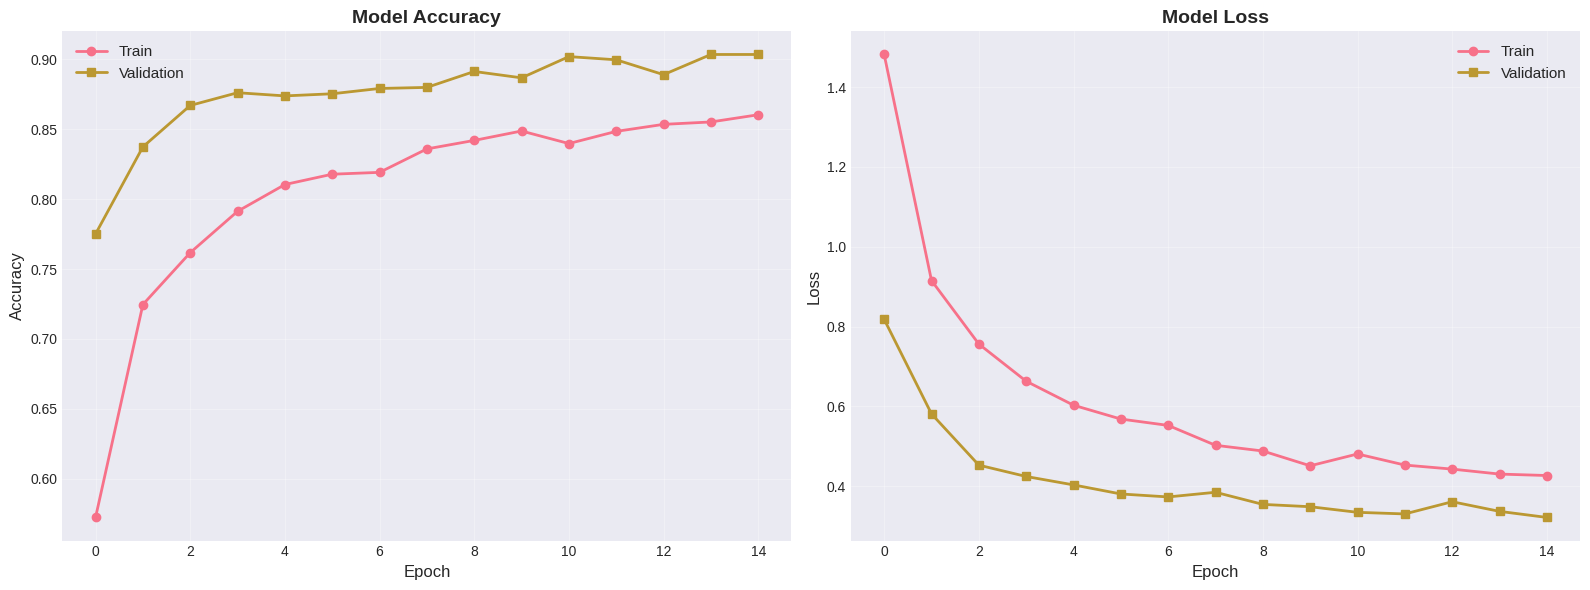 Model Accuracy
Train
Validation
0.90
0.85
0.80
0.75
0.70
0.65
0.60
Accuracy
0 2 4 6 8 10 12 14
Epoch
Model Loss
Train
Validation
1.4
1.2
1.0
0.8
0.6
0.4
Loss
0 2 4 6 8 10 12 14
Epoch